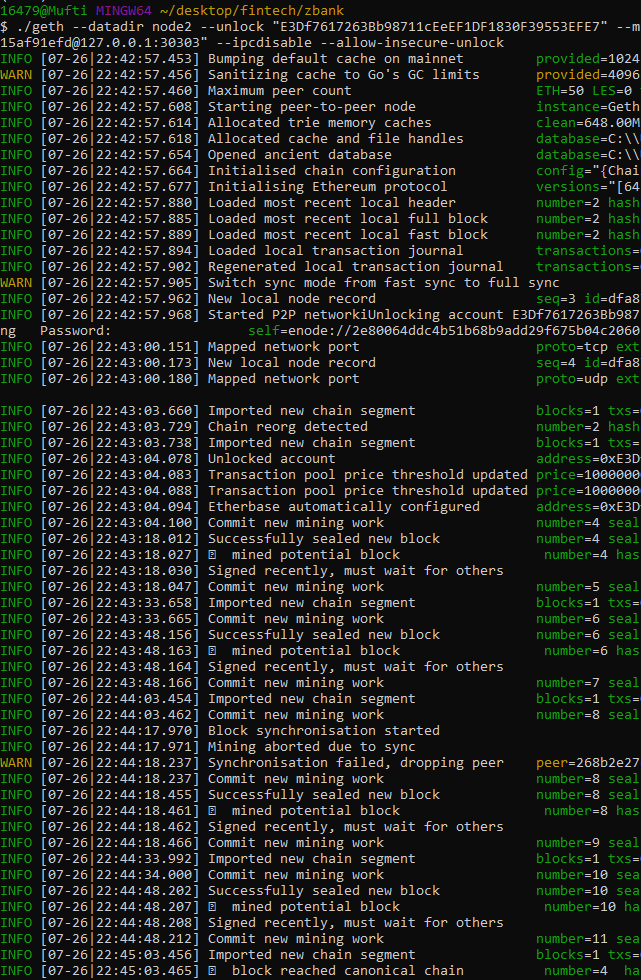 16479@Mufti MINGW64 ~/desktop/fintech/zbank
$ ./geth --datadir node2 --unlock "E3Df7617263Bb98711cEeEF1DF1830F39553EFE7" --m
15af91efd@127.0.0.1:30303" --ipcdisable --allow-insecure-unlock
INFO [07-26|22:42:57.453] Bumping default cache on mainnet provided=1024
WARN [07-26|22:42:57.456] Sanitizing cache to Go's GC limits provided=4096
INFO [07-26|22:42:57.460] Maximum peer count ETH=50 LES=0
INFO [07-26|22:42:57.608] Starting peer-to-peer node instance=Geth
INFO [07-26|22:42:57.614] Allocated trie memory caches clean=648.00M
INFO [07-26|22:42:57.618] Allocated cache and file handles database=C:\\
INFO [07-26|22:42:57.654] Opened ancient database database=C:\\
INFO [07-26|22:42:57.664] Initialised chain configuration config="{Chai
INFO [07-26|22:42:57.677] Initialising Ethereum protocol versions="[64
INFO [07-26|22:42:57.880] Loaded most recent local header number=2 hash
INFO [07-26|22:42:57.885] Loaded most recent local full block number=2 hash
INFO [07-26|22:42:57.889] Loaded most recent local fast block number=2 hash
INFO [07-26|22:42:57.894] Loaded local transaction journal transactions=
INFO [07-26|22:42:57.902] Regenerated local transaction journal transactions=
WARN [07-26|22:42:57.905] Switch sync mode from fast sync to full sync
INFO [07-26|22:42:57.962] New local node record seq=3 id=dfa8
INFO [07-26|22:42:57.968] Started P2P networkiUnlocking account E3Df7617263Bb987
ng Password: self=enode://2e80064ddc4b51b68b9add29f675b04c2060
INFO [07-26|22:43:00.151] Mapped network port proto=tcp ext
INFO [07-26|22:43:00.173] New local node record seq=4 id=dfa8
INFO [07-26|22:43:00.180] Mapped network port proto=udp ext
INFO [07-26|22:43:03.660] Imported new chain segment blocks=1 txs=
INFO [07-26|22:43:03.729] Chain reorg detected number=2 hash
INFO [07-26|22:43:03.738] Imported new chain segment blocks=1 txs=
INFO [07-26|22:43:04.078] Unlocked account address=0xE3D
INFO [07-26|22:43:04.083] Transaction pool price threshold updated price=1000000
INFO [07-26|22:43:04.088] Transaction pool price threshold updated price=1000000
INFO [07-26|22:43:04.094] Etherbase automatically configured address=0xE3D
INFO [07-26|22:43:04.100] Commit new mining work number=4 seal
INFO [07-26|22:43:18.012] Successfully sealed new block number=4 seal
INFO [07-26|22:43:18.027] mined potential block number=4 has
INFO [07-26|22:43:18.030] Signed recently, must wait for others
INFO [07-26|22:43:18.047] Commit new mining work number=5 seal
INFO [07-26|22:43:33.658] Imported new chain segment blocks=1 txs=
INFO [07-26|22:43:33.665] Commit new mining work number=6 seal
INFO [07-26|22:43:48.156] Successfully sealed new block number=6 seal
INFO [07-26|22:43:48.163] mined potential block number=6 has
INFO [07-26|22:43:48.164] Signed recently, must wait for others
INFO [07-26|22:43:48.166] Commit new mining work number=7 seal
INFO [07-26|22:44:03.454] Imported new chain segment blocks=1 txs=
INFO [07-26|22:44:03.462] Commit new mining work number=8 seal
INFO [07-26|22:44:17.970] Block synchronisation started
INFO [07-26|22:44:17.971] Mining aborted due to sync
WARN [07-26|22:44:18.237] Synchronisation failed, dropping peer peer=268b2e27
INFO [07-26|22:44:18.237] Commit new mining work number=8 seal
INFO [07-26|22:44:18.455] Successfully sealed new block number=8 seal
INFO [07-26|22:44:18.461] mined potential block number=8 has
INFO [07-26|22:44:18.462] Signed recently, must wait for others
INFO [07-26|22:44:18.466] Commit new mining work number=9 seal
INFO [07-26|22:44:33.992] Imported new chain segment blocks=1 txs=
INFO [07-26|22:44:34.000] Commit new mining work number=10 seal
INFO [07-26|22:44:48.202] Successfully sealed new block number=10 seal
INFO [07-26|22:44:48.207] mined potential block number=10 ha
INFO [07-26|22:44:48.208] Signed recently, must wait for others
INFO [07-26|22:44:48.212] Commit new mining work number=11 seal
INFO [07-26|22:45:03.456] Imported new chain segment blocks=1 txs=
INFO [07-26|22:45:03.465] block reached canonical chain number=4 ha